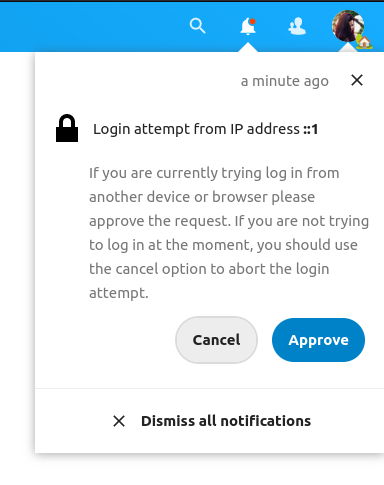 a minute ago
Login attempt from IP address ::1
If you are currently trying log in from
another device or browser please
approve the request. If you are not trying
to log in at the moment, you should use
the cancel option to abort the login
attempt.
Cancel Approve
Dismiss all notifications